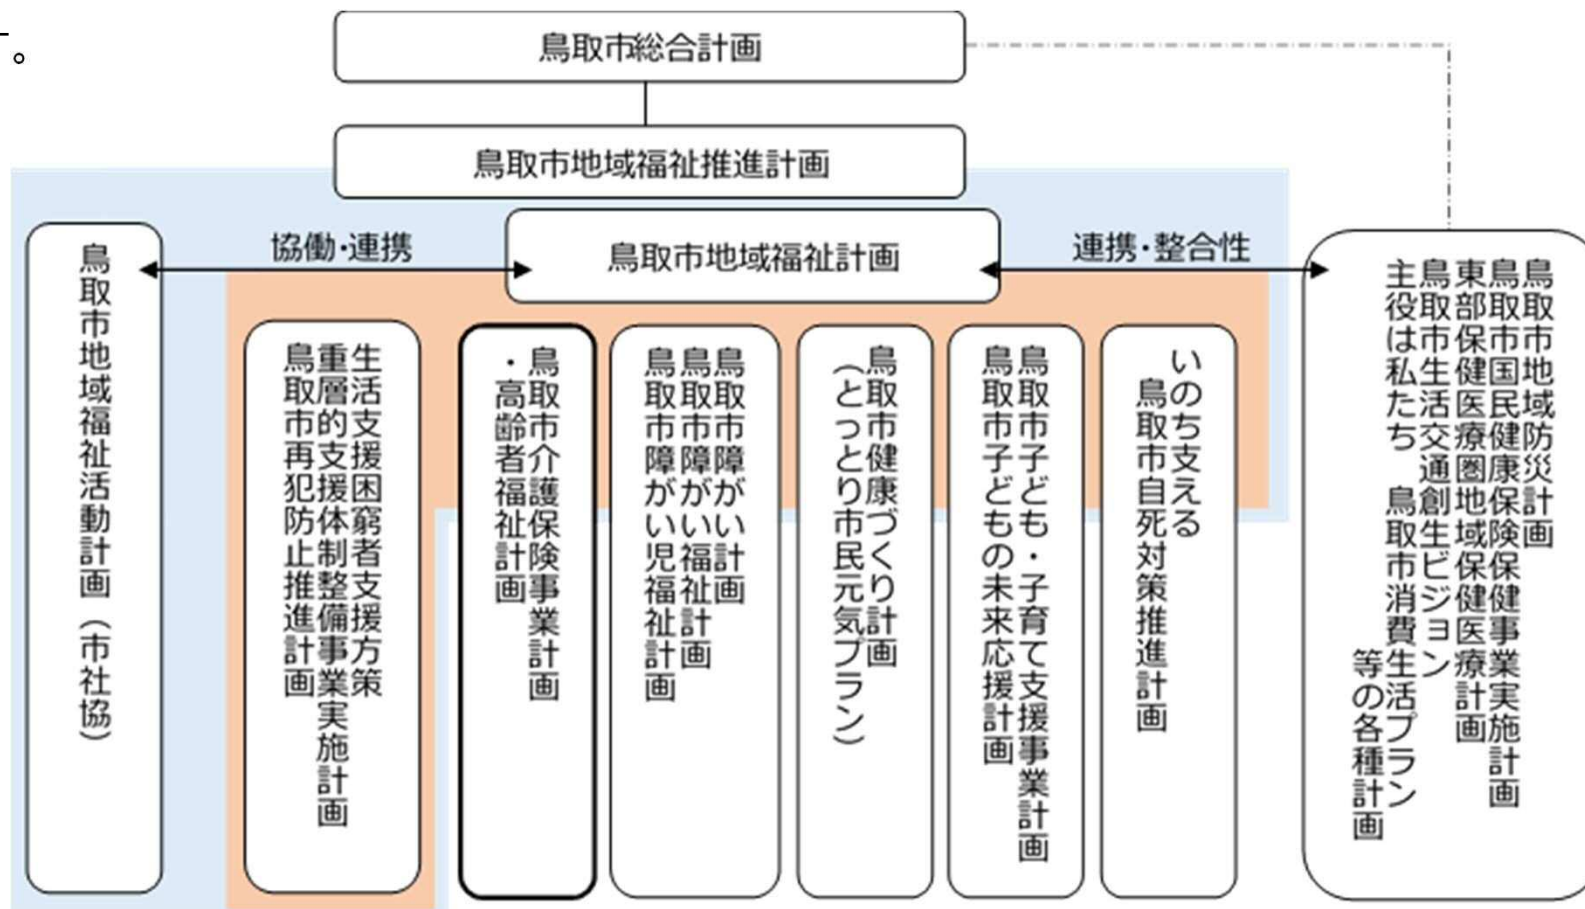 す。
鳥取市総合計画
鳥取市地域福祉推進計画
協働・連携
鳥取市地域福祉計画
連携・整合性
鳥取市地域福祉活動計画（市社協）
生活支援困窮者支援方策
重層的支援体制整備事業実施計画
鳥取市再犯防止推進計画
鳥取市介護保険事業計画
・高齢者福祉計画
鳥取市障がい計画
鳥取市障がい福祉計画
鳥取市障がい児福祉計画
鳥取市健康づくり計画
（とっとり市民元気プラン）
鳥取市子ども・子育て支援事業計画
鳥取市子どもの未来応援計画
いのち支える
鳥取市自死対策推進計画
鳥取市地域防災計画
鳥取市国民健康保険保健事業実施計画
東部保健医療圏地域保健医療計画
鳥取市生活交通創生ビジョン
主役は私たち　鳥取市消費生活プラン
等の各種計画